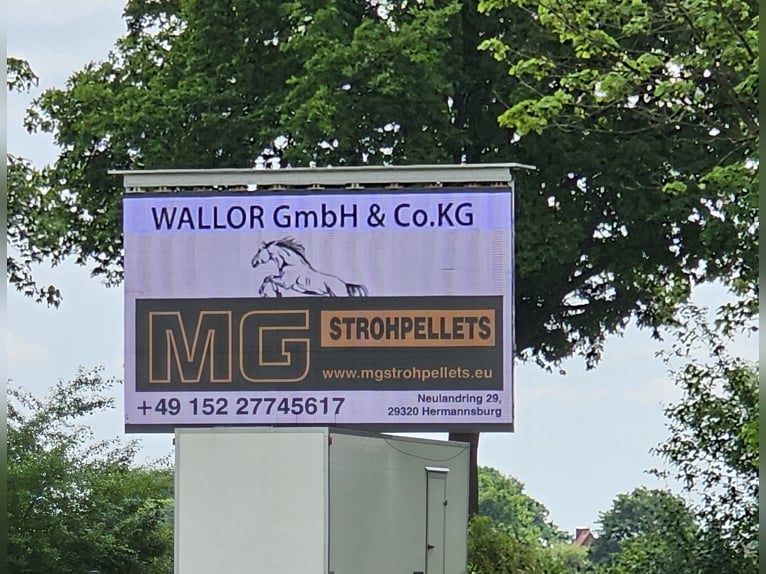 WALLOR GmbH & Co.KG
MG STROHPELLETS
www.mgstrohpellets.eu
+49 152 27745617
Neulandring 29,
29320 Hermannsburg